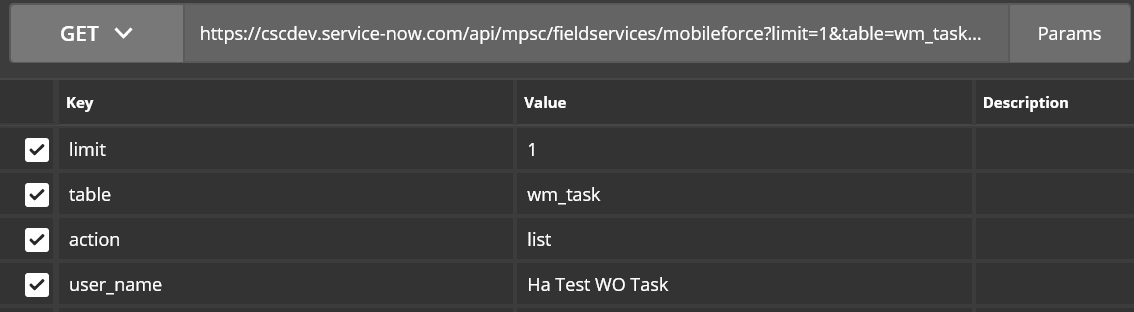 GET https://cscdev.service-now.com/api/mpsc/fieldservices/mobileforce?limit=1&table=wm_task... Params
Key Value Description
limit 1
table wm_task
action list
user_name Ha Test WO Task